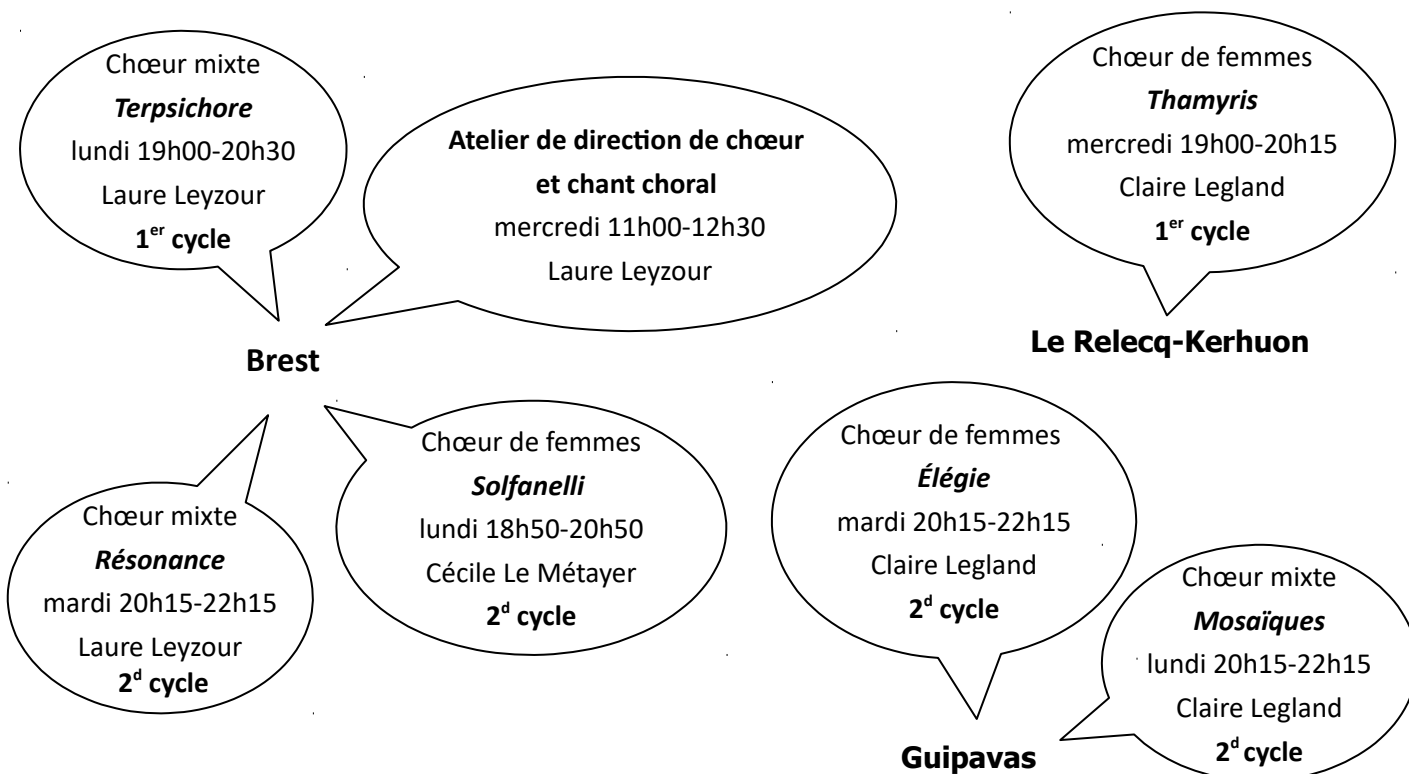 Chœur mixte
Terpsichore
lundi 19h00-20h30
Laure Leyzour
1er cycle
Atelier de direction de chœur
et chant choral
mercredi 11h00-12h30
Laure Leyzour
Chœur de femmes
Thamyris
mercredi 19h00-20h15
Claire Legland
1er cycle
Brest
Le Relecq-Kerhuon
Chœur mixte
Résonance
mardi 20h15-22h15
Laure Leyzour
2d cycle
Chœur de femmes
Solfanelli
lundi 18h50-20h50
Cécile Le Métayer
2d cycle
Chœur de femmes
Élégie
mardi 20h15-22h15
Claire Legland
2d cycle
Chœur mixte
Mosaïques
lundi 20h15-22h15
Claire Legland
2d cycle
Guipavas